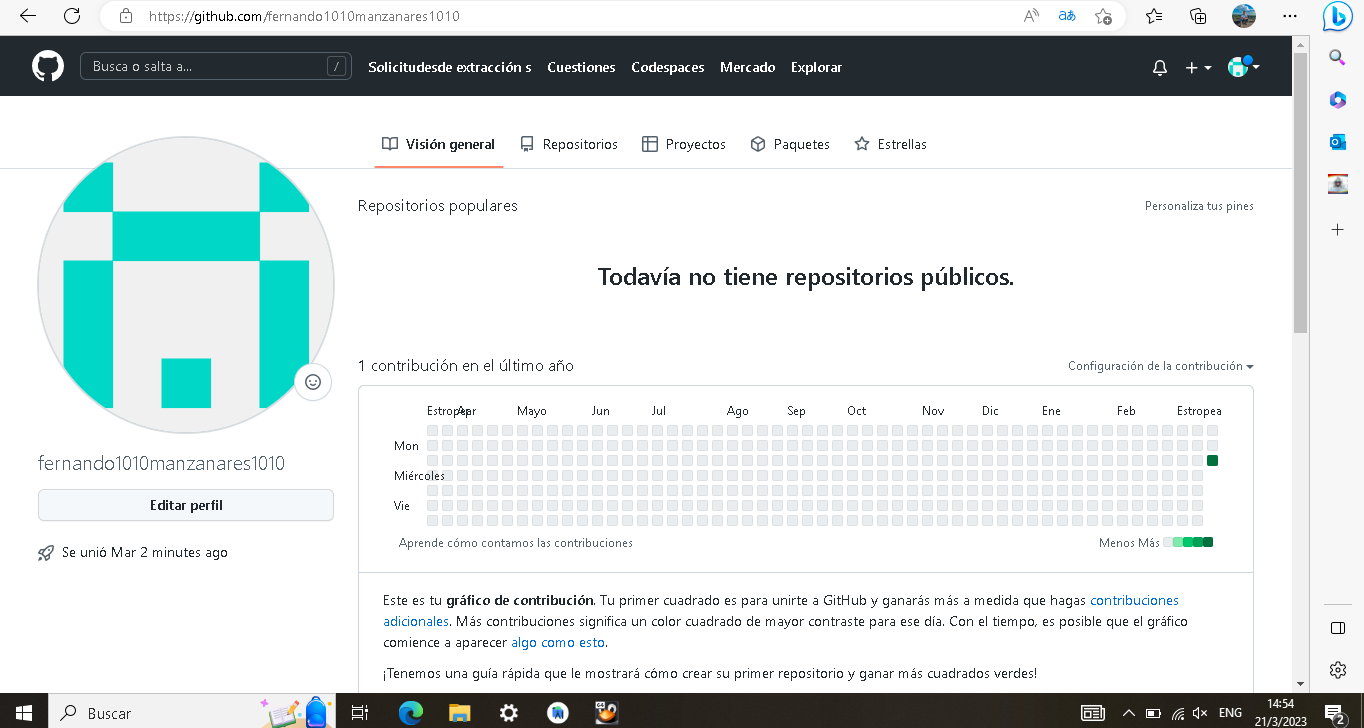 https://github.com/fernando1010manzanares1010
Busca o salta a...
/
Solicitudesde extracción s Cuestiones Codespaces Mercado Explorar
Visión general Repositorios Proyectos Paquetes Estrellas
Repositorios populares Personaliza tus pines
Todavía no tiene repositorios públicos.
1 contribución en el último año Configuración de la contribución
Mayo Jun Jul Ago Sep Oct Nov Dic Ene Feb Estropea
Mon
Miércoles
Vie
Aprende cómo contamos las contribuciones Menos Más
fernando1010manzanares1010
Editar perfil
Se unió Mar 2 minutes ago
Este es tu gráfico de contribución. Tu primer cuadrado es para unirte a GitHub y ganarás más a medida que hagas contribuciones
adicionales. Más contribuciones significa un color cuadrado de mayor contraste para ese día. Con el tiempo, es posible que el gráfico
comience a aparecer algo como esto.
¡Tenemos una guía rápida que le mostrará cómo crear su primer repositorio y ganar más cuadrados verdes!
Buscar
ENG
14:54
21/3/2023
2